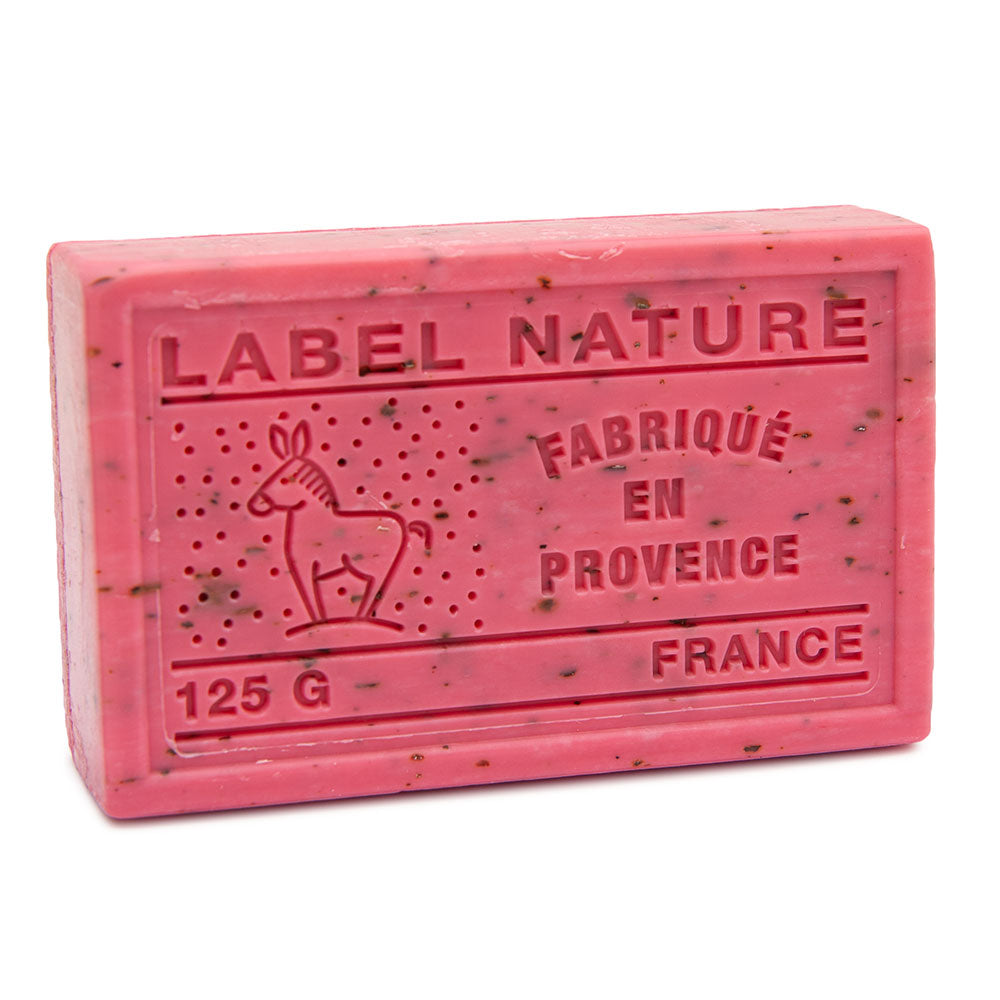 LABEL NATURE
FABRIQUÉ
EN
PROVENCE
FRANCE
125 G